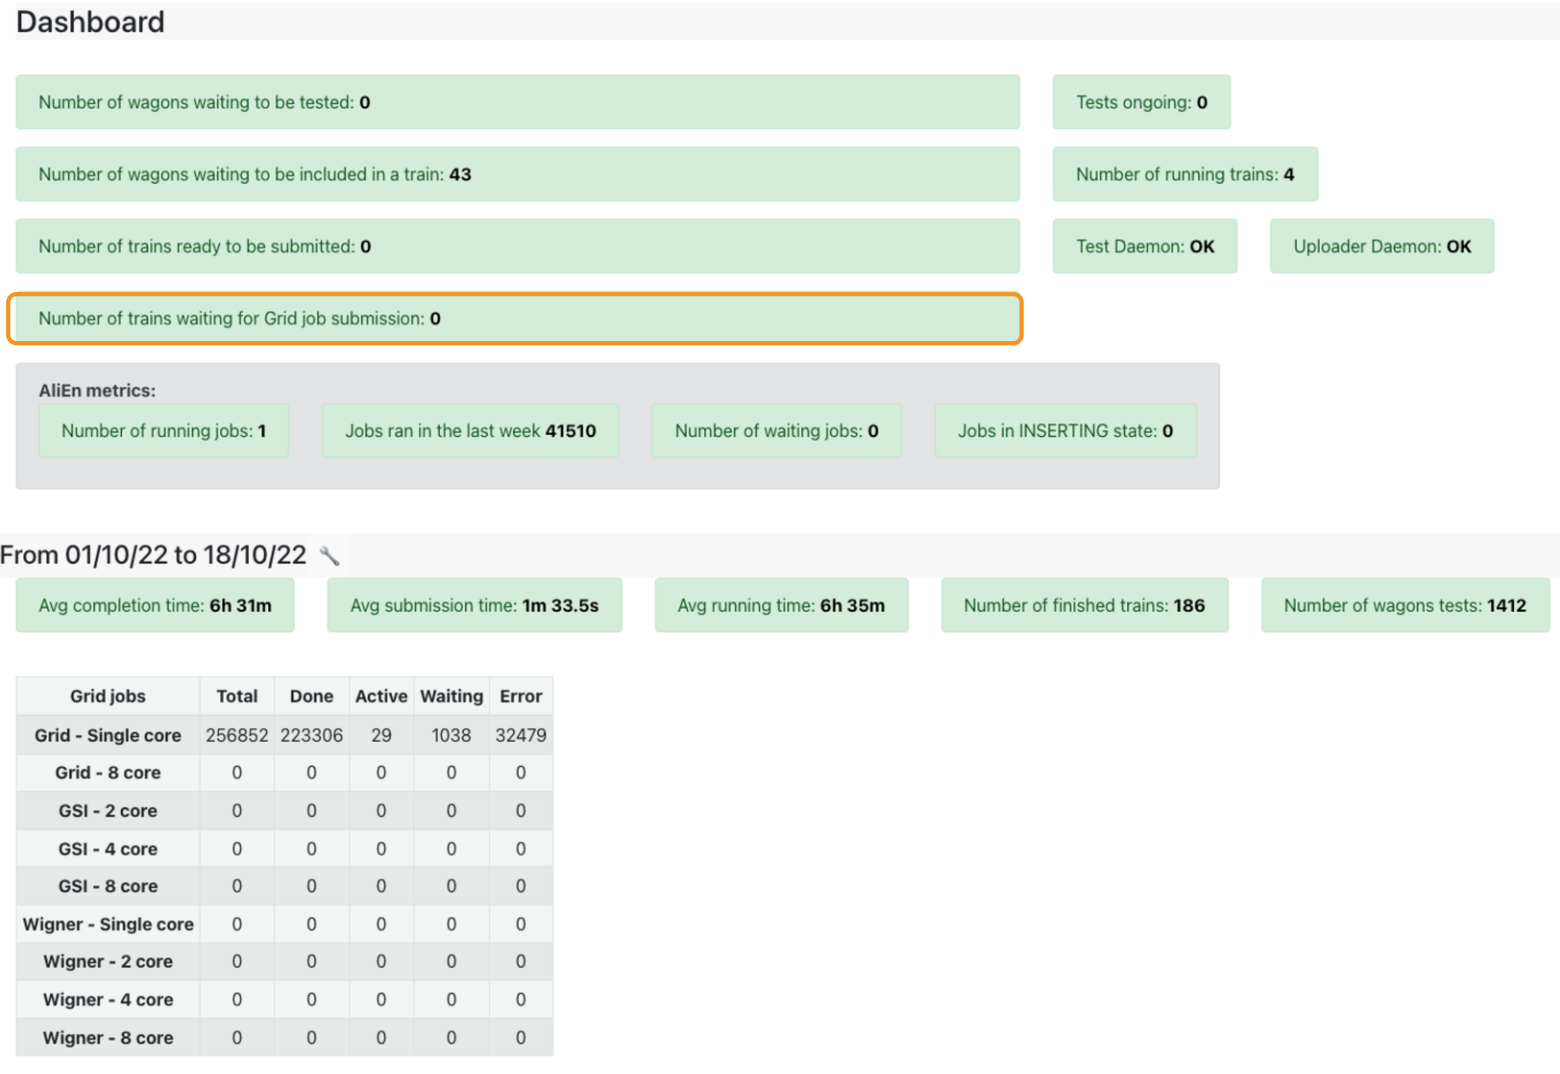 Dashboard
Number of wagons waiting to be tested: 0
Tests ongoing: 0
Number of wagons waiting to be included in a train: 43
Number of running trains: 4
Number of trains ready to be submitted: 0
Test Daemon: OK
Uploader Daemon: OK
Number of trains waiting for Grid job submission: 0
AliEn metrics:
Number of running jobs: 1
Jobs ran in the last week 41510
Number of waiting jobs: 0
Jobs in INSERTING state: 0
From 01/10/22 to 18/10/22
Avg completion time: 6h 31m
Avg submission time: 1m 33.5s
Avg running time: 6h 35m
Number of finished trains: 186
Number of wagons tests: 1412
Grid jobs Total Done Active Waiting Error
Grid - Single core 256852 223306 29 1038 32479
Grid - 8 core 0 0 0 0 0
GSI - 2 core 0 0 0 0 0
GSI - 4 core 0 0 0 0 0
GSI - 8 core 0 0 0 0 0
Wigner - Single core 0 0 0 0 0
Wigner - 2 core 0 0 0 0 0
Wigner - 4 core 0 0 0 0 0
Wigner - 8 core 0 0 0 0 0